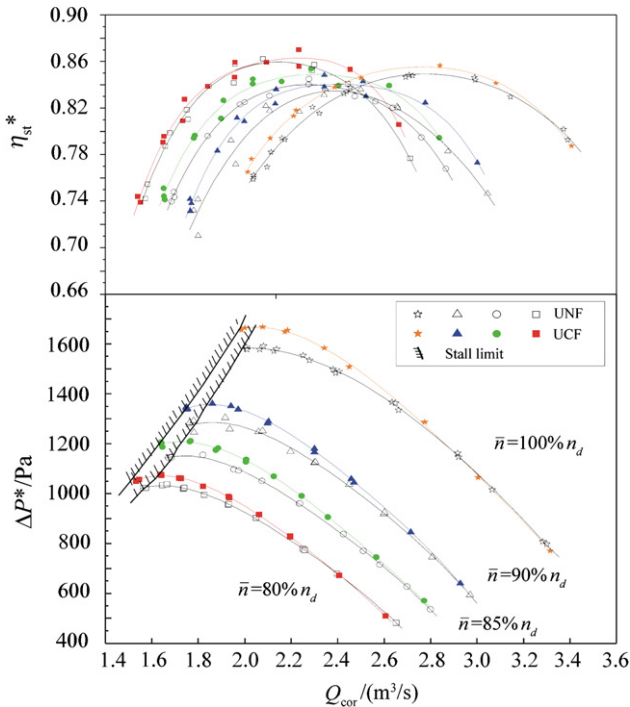 η_st*
0.90
0.86
0.82
0.78
0.74
0.70
0.66
ΔP*/Pa
1600
1400
1200
1000
800
600
400
UNF
UCF
Stall limit
n̄=100% n_d
n̄=90% n_d
n̄=85% n_d
n̄=80% n_d
1.4 1.6 1.8 2.0 2.2 2.4 2.6 2.8 3.0 3.2 3.4 3.6
Q_cor/(m³/s)